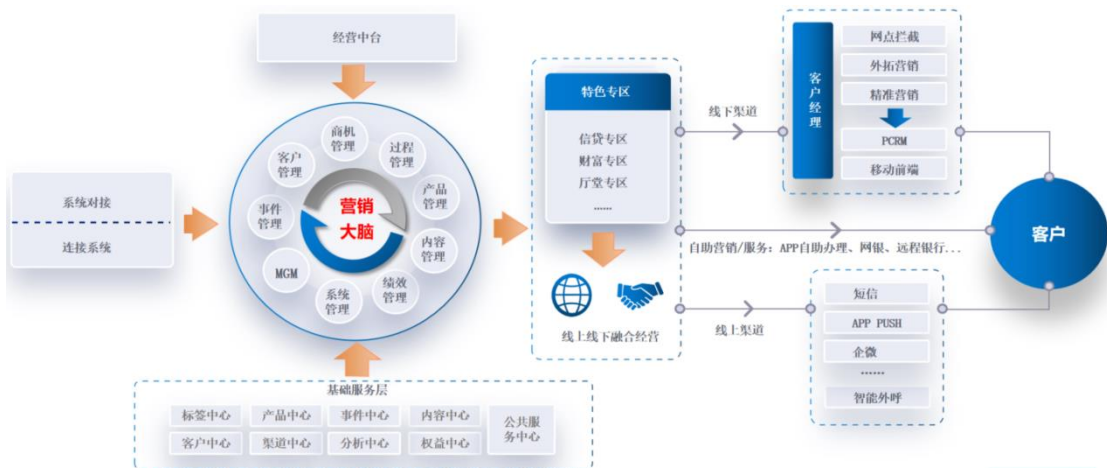 经营中台
系统对接
连接系统
商机
管理
过程
管理
产品
管理
内容
管理
绩效
管理
系统
管理
MGM
事件
管理
客户
管理
营销
大脑
基础服务层
标签中心
产品中心
事件中心
内容中心
公共服
务中心
客户中心
渠道中心
分析中心
权益中心
特色专区
信贷专区
财富专区
厅堂专区
......
线上线下融合经营
线下渠道
客户经理
网点拦截
外拓营销
精准营销
PCRM
移动前端
自助营销/服务: APP自助办理、网银、远程银行...
线上渠道
短信
APP PUSH
企微
......
智能外呼
客户